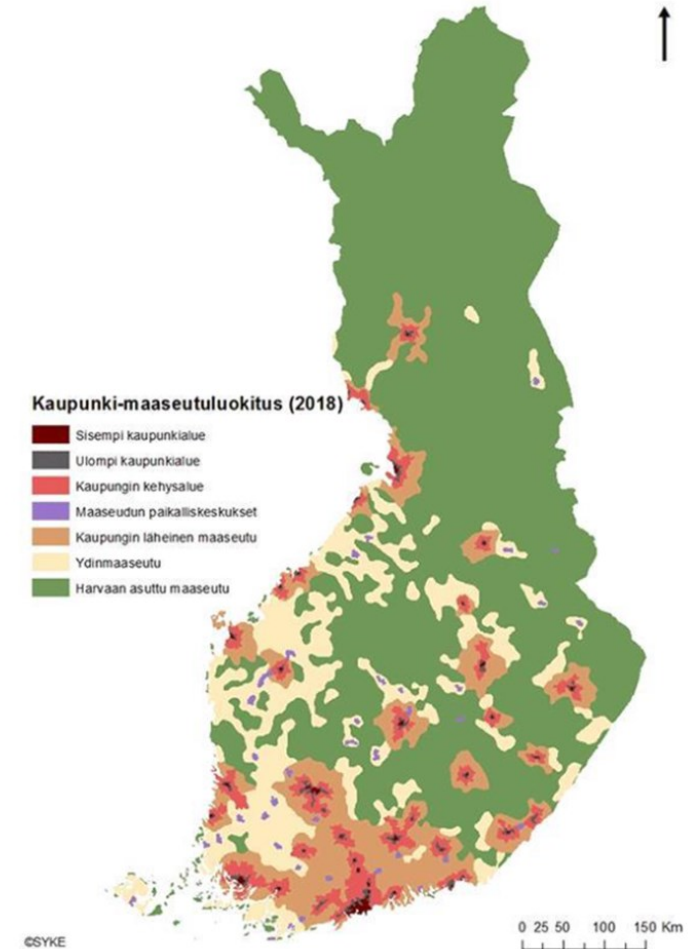 Kaupunki-maaseutuluokitus (2018)
Sisempi kaupunkialue
Ulompi kaupunkialue
Kaupungin kehysalue
Maaseudun paikalliskeskukset
Kaupungin läheinen maaseutu
Ydinmaaseutu
Harvaan asuttu maaseutu
0 25 50 100 150 Km
©SYKE